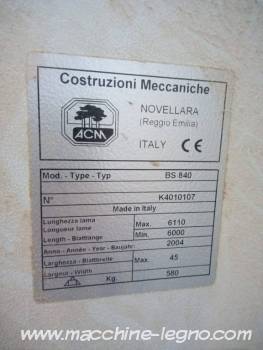 Costruzioni Meccaniche
ACM
NOVELLARA
(Reggio Emilia)
ITALY CE
Mod. - Type - Typ BS 840
N° K4010107
Made in Italy
Lunghezza lama Max. 6110
Longueur lame Min. 6000
Length - Blattlange
Anno - Année - Year - Baujahr 2004
Larghezza - Blattbreite Max. 45
Largeur - Width Kg. 580
www.macchine-legno.com